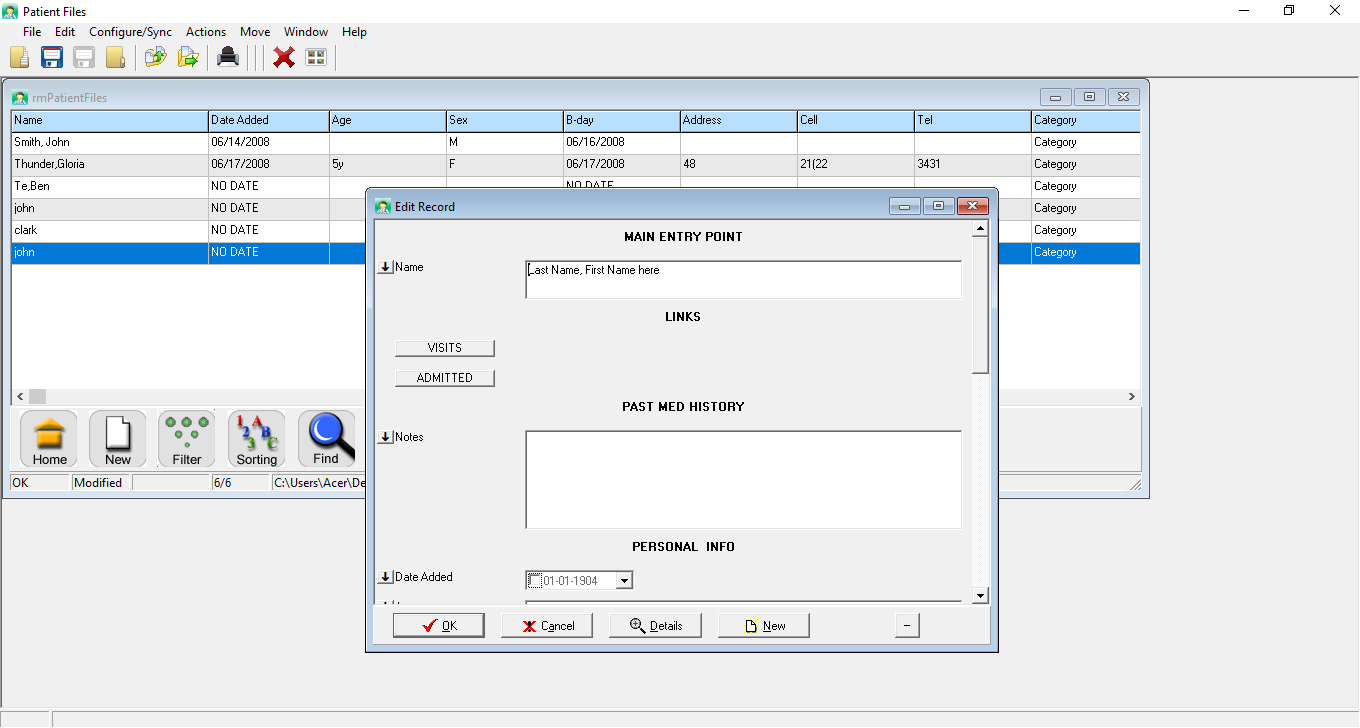 Patient Files
File Edit Configure/Sync Actions Move Window Help
rmPatientFiles
Name Date Added Age Sex B-day Address Cell Tel Category
Smith, John 06/14/2008 M 06/16/2008 Category
Thunder,Gloria 06/17/2008 5y F 06/17/2008 48 21(22 3431 Category
Te,Ben NO DATE NO DATE Category
john NO DATE Category
clark NO DATE Category
john NO DATE Category
Edit Record
MAIN ENTRY POINT
Name Last Name, First Name here
LINKS
VISITS
ADMITTED
PAST MED HISTORY
Notes
PERSONAL INFO
Date Added 01-01-1904
OK Cancel Details New −
Home New Filter 1 2 3 A B C Sorting Find
OK Modified 6/6 C:\Users\Acer\De